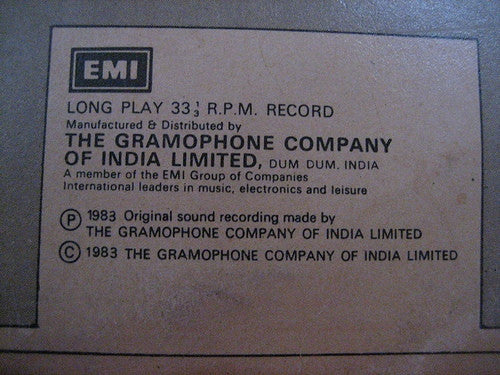 EMI
LONG PLAY 33⅓ R.P.M. RECORD
Manufactured & Distributed by
THE GRAMOPHONE COMPANY
OF INDIA LIMITED, DUM DUM. INDIA
A member of the EMI Group of Companies
International leaders in music, electronics and leisure
Ⓟ 1983 Original sound recording made by
THE GRAMOPHONE COMPANY OF INDIA LIMITED
© 1983 THE GRAMOPHONE COMPANY OF INDIA LIMITED